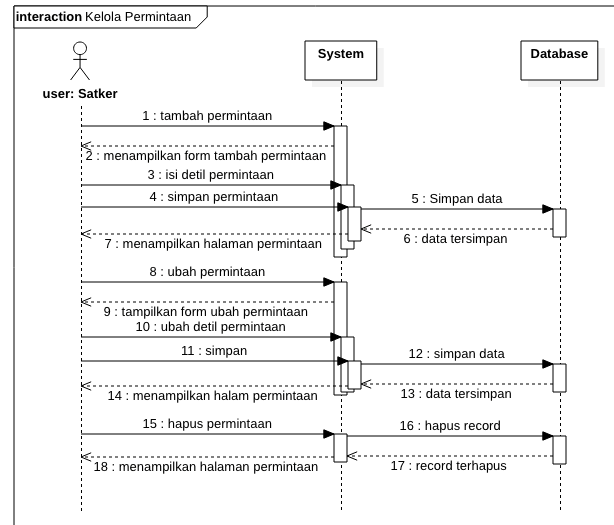 interaction Kelola Permintaan
System
Database
user: Satker
1 : tambah permintaan
2 : menampilkan form tambah permintaan
3 : isi detil permintaan
4 : simpan permintaan
5 : Simpan data
6 : data tersimpan
7 : menampilkan halaman permintaan
8 : ubah permintaan
9 : tampilkan form ubah permintaan
10 : ubah detil permintaan
11 : simpan
12 : simpan data
13 : data tersimpan
14 : menampilkan halam permintaan
15 : hapus permintaan
16 : hapus record
17 : record terhapus
18 : menampilkan halaman permintaan